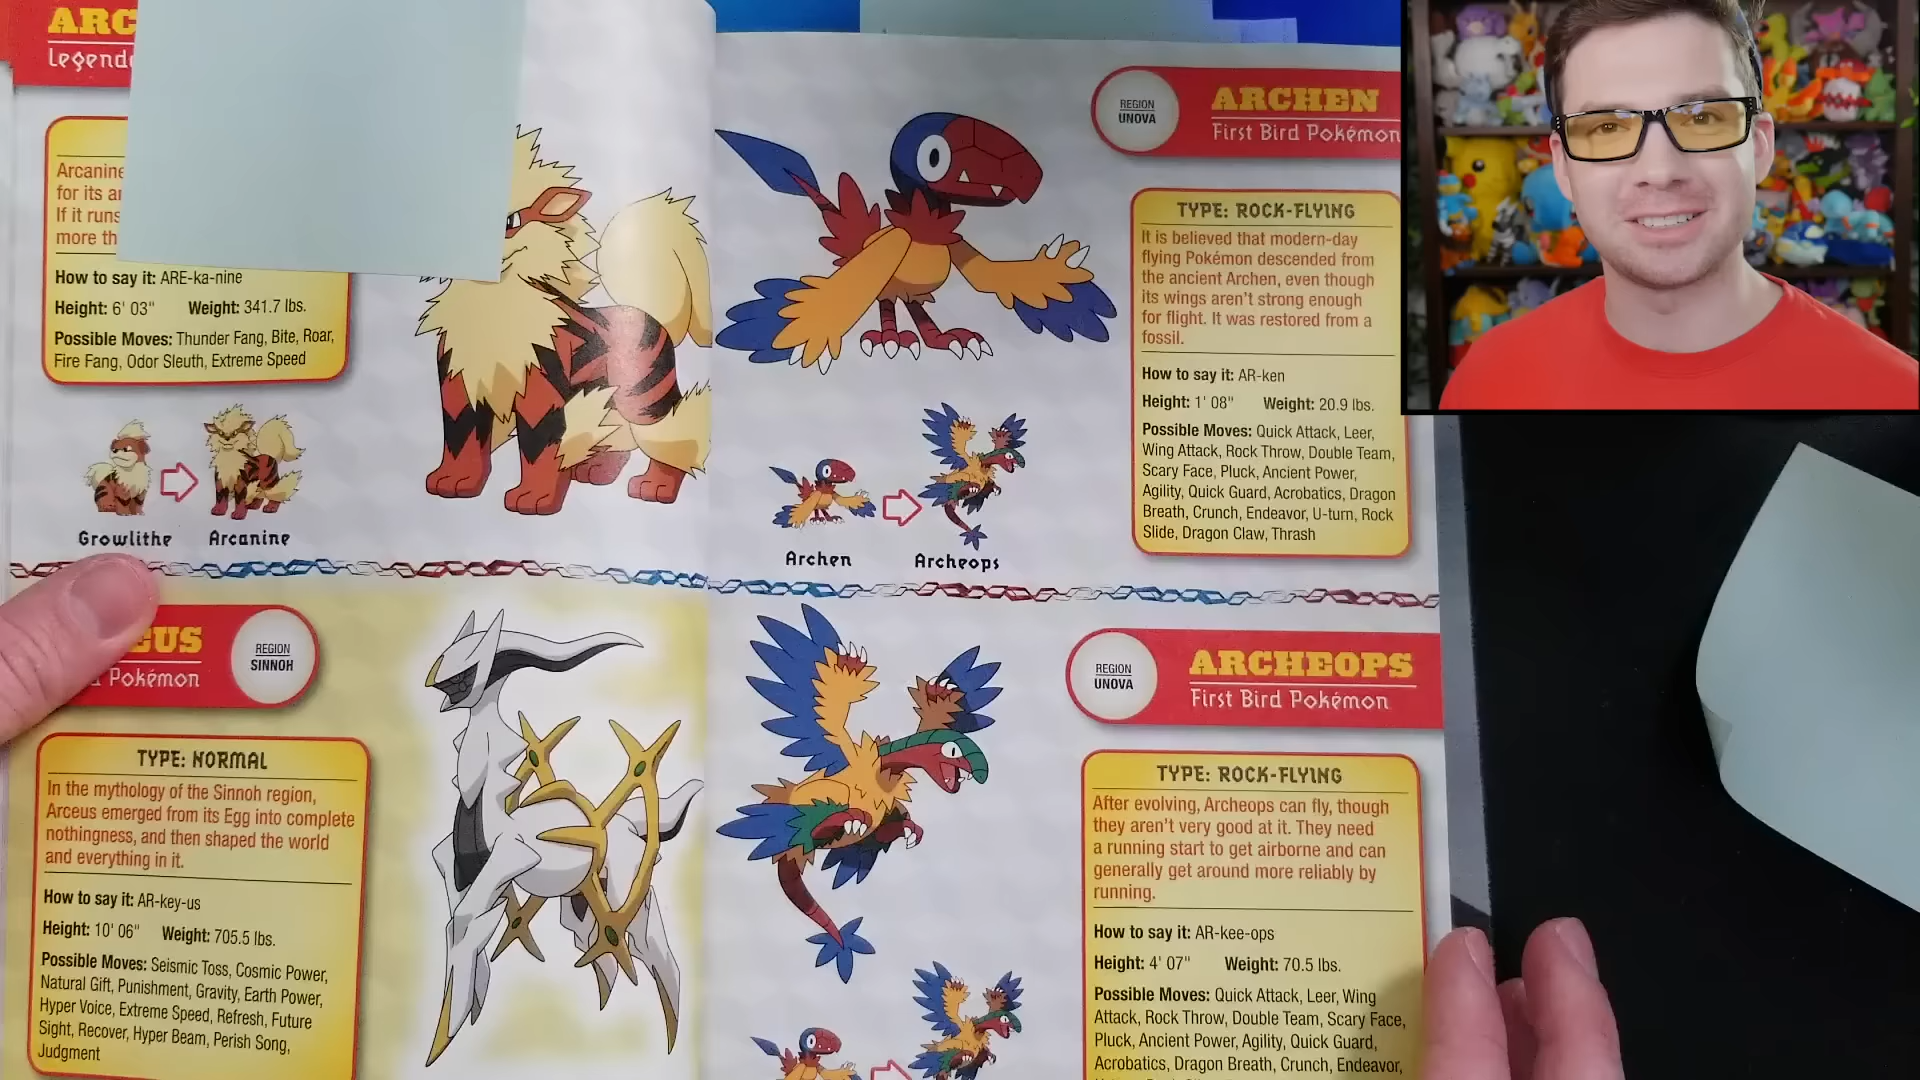 ARC
Legend
Arcanine
for its
If it runs
more th
How to say it: ARE-ka-nine
Height: 6' 03" Weight: 341.7 lbs.
Possible Moves: Thunder Fang, Bite, Roar,
Fire Fang, Odor Sleuth, Extreme Speed
Growlithe Arcanine
EUS
Pokémon
REGION
SINNOH
TYPE: NORMAL
In the mythology of the Sinnoh region,
Arceus emerged from its Egg into complete
nothingness, and then shaped the world
and everything in it.
How to say it: AR-key-us
Height: 10' 06" Weight: 705.5 lbs.
Possible Moves: Seismic Toss, Cosmic Power,
Natural Gift, Punishment, Gravity, Earth Power,
Hyper Voice, Extreme Speed, Refresh, Future
Sight, Recover, Hyper Beam, Perish Song,
Judgment
REGION
UNOVA
ARCHEN
First Bird Pokémon
TYPE: ROCK-FLYING
It is believed that modern-day
flying Pokémon descended from
the ancient Archen, even though
its wings aren't strong enough
for flight. It was restored from a
fossil.
How to say it: AR-ken
Height: 1' 08" Weight: 20.9 lbs.
Possible Moves: Quick Attack, Leer,
Wing Attack, Rock Throw, Double Team,
Scary Face, Pluck, Ancient Power,
Agility, Quick Guard, Acrobatics, Dragon
Breath, Crunch, Endeavor, U-turn, Rock
Slide, Dragon Claw, Thrash
Archen Archeops
REGION
UNOVA
ARCHEOPS
First Bird Pokémon
TYPE: ROCK-FLYING
After evolving, Archeops can fly, though
they aren't very good at it. They need
a running start to get airborne and can
generally get around more reliably by
running.
How to say it: AR-kee-ops
Height: 4' 07" Weight: 70.5 lbs.
Possible Moves: Quick Attack, Leer, Wing
Attack, Rock Throw, Double Team, Scary Face,
Pluck, Ancient Power, Agility, Quick Guard,
Acrobatics, Dragon Breath, Crunch, Endeavor,